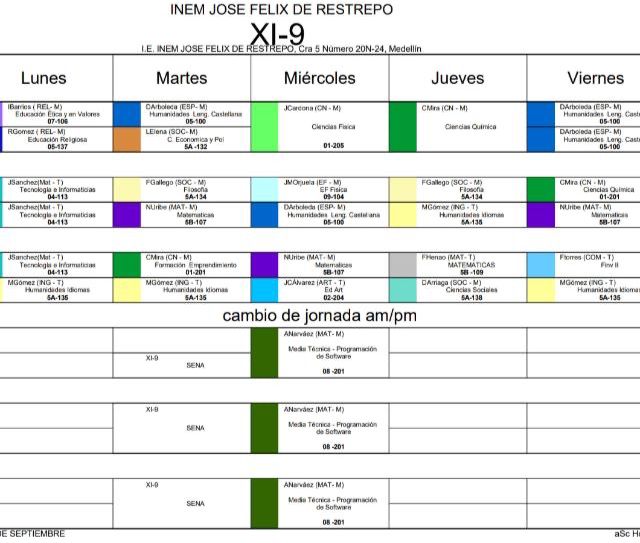 INEM JOSE FELIX DE RESTREPO
XI-9
I.E. INEM JOSE FELIX DE RESTREPO, Cra 5 Número 20N-24, Medellín
Lunes Martes Miércoles Jueves Viernes
IBarrios ( REL- M)
Educación Ética y en Valores
07-106
DArboleda (ESP- M)
Humanidades Leng. Castellana
05-100
JCardona (CN - M)
Ciencias Física
01-205
CMira (CN - M)
Ciencias Química
DArboleda (ESP- M)
Humanidades Leng. Caste
05-100
RGómez ( REL- M)
Educación Religiosa
05-137
LElena (SOC- M)
C. Economica y Pol
5A -132
DArboleda (ESP- M)
Humanidades Leng. Caste
05-100
JSanchez(Mat - T)
Tecnología e Informaticas
04-113
FGallego (SOC - M)
Filosofía
5A-134
JMOrjuela (EF - M)
EF Física
09-104
FGallego (SOC - M)
Filosofía
5A-134
CMira (CN - M)
Ciencias Química
01-201
JSanchez(Mat - T)
Tecnología e Informaticas
04-113
NUribe (MAT- M)
Matematicas
5B-107
DArboleda (ESP- M)
Humanidades Leng. Castellana
05-100
MGómez (ING - T)
Humanidades Idiomas
5A-135
NUribe (MAT- M)
Matematicas
5B-107
JSanchez(Mat - T)
Tecnología e Informaticas
04-113
CMira (CN - M)
Formación Emprendimiento
01-201
NUribe (MAT- M)
Matematicas
5B-107
FHenao (MAT- T)
MATEMATICAS
5B -109
Ftorres (COM - T)
Finv II
MGómez (ING - T)
Humanidades Idiomas
5A-135
MGómez (ING - T)
Humanidades Idiomas
5A-135
JCÁlvarez (ART - T)
Ed Art
02-204
DArriaga (SOC - M)
Ciencias Sociales
5A-138
MGómez (ING - T)
Humanidades Idioma
5A-135
cambio de jornada am/pm
XI-9
SENA
ANarváez (MAT- M)
Media Técnica - Programación
de Software
08 -201
XI-9
SENA
ANarváez (MAT- M)
Media Técnica - Programación
de Software
08 -201
XI-9
SENA
ANarváez (MAT- M)
Media Técnica - Programación
de Software
08 -201
DE SEPTIEMBRE
aSc H